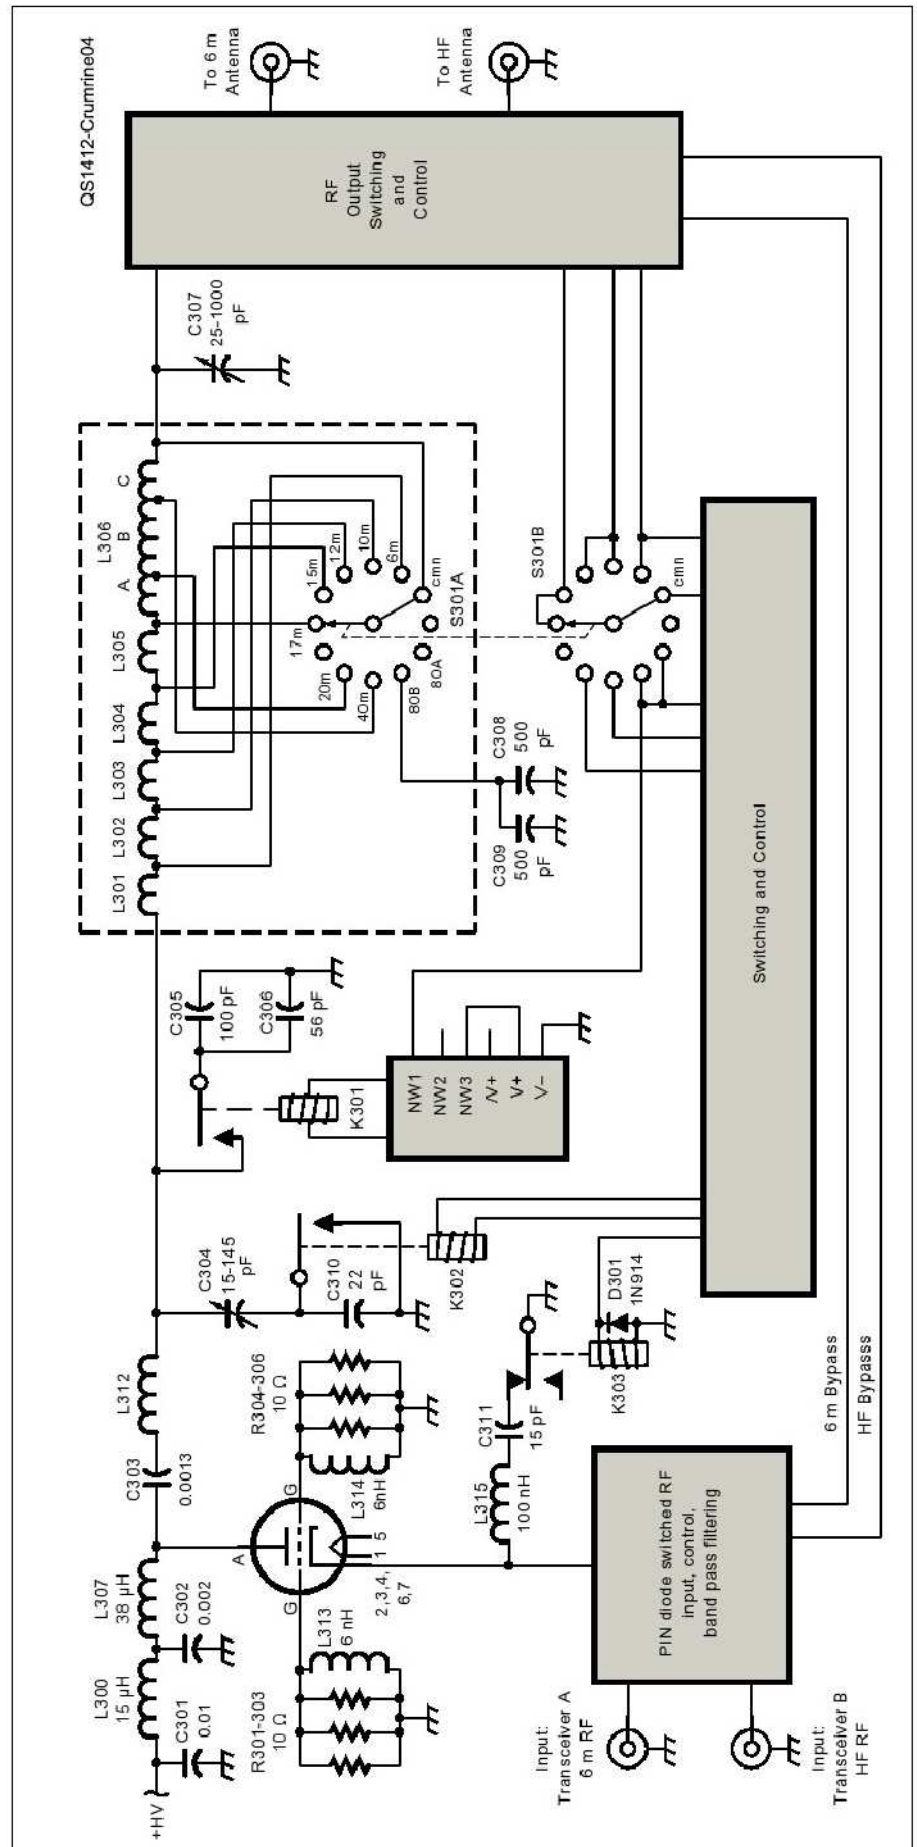 QS1412-Crumrine04
To 6 m
Antenna
To HF
Antenna
RF
Output
Switching
and
Control
C307
25-1000
pF
L306
A
B
C
L301
L302
L303
L304
L305
17m
15m
12m
10m
6m
cmn
20m
40m
80B
80A
S301A
C308
500
pF
C309
500
pF
S301B
cmn
Switching and Control
C305
100 pF
C306
56 pF
K301
NW1
NW2
NW3
/V+
V+
V−
C304
15-145
pF
C310
22
pF
K302
D301
1N914
K303
L312
C303
0.0013
R304-306
10 Ω
L314
6nH
C311
15 pF
L315
100 nH
A
G
G
1
5
2,3,4,
6,7
L307
38 µH
C302
0.002
L300
15 µH
C301
0.01
+HV
L313
6 nH
R301-303
10 Ω
6 m Bypass
HF Bypasss
PIN diode switched RF
input, control,
band pass filtering
Input:
Transceiver A
6 m RF
Input:
Transceiver B
HF RF